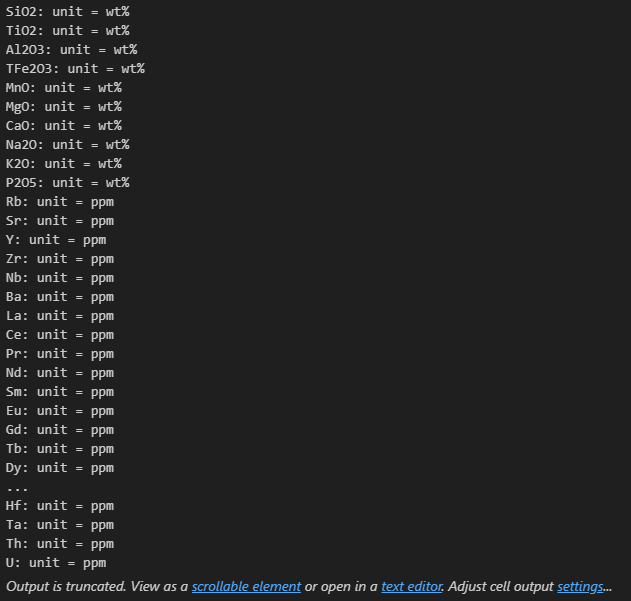 SiO2: unit = wt%
TiO2: unit = wt%
Al2O3: unit = wt%
TFe2O3: unit = wt%
MnO: unit = wt%
MgO: unit = wt%
CaO: unit = wt%
Na2O: unit = wt%
K2O: unit = wt%
P2O5: unit = wt%
Rb: unit = ppm
Sr: unit = ppm
Y: unit = ppm
Zr: unit = ppm
Nb: unit = ppm
Ba: unit = ppm
La: unit = ppm
Ce: unit = ppm
Pr: unit = ppm
Nd: unit = ppm
Sm: unit = ppm
Eu: unit = ppm
Gd: unit = ppm
Tb: unit = ppm
Dy: unit = ppm
...
Hf: unit = ppm
Ta: unit = ppm
Th: unit = ppm
U: unit = ppm
Output is truncated. View as a scrollable element or open in a text editor. Adjust cell output settings...